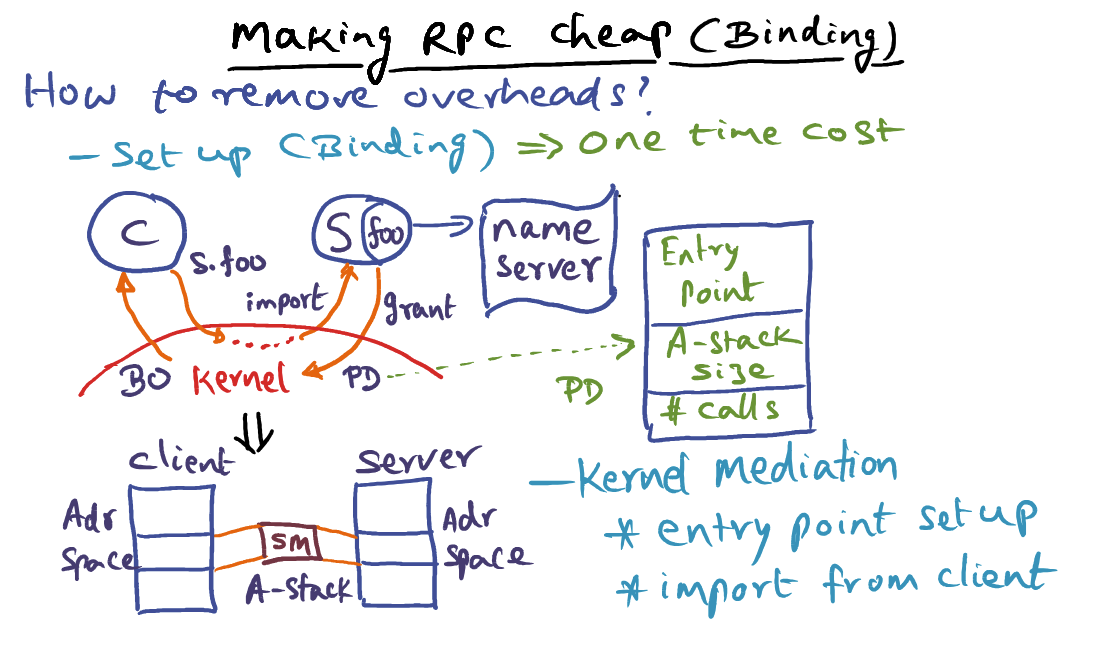 Making RPC cheap (Binding)
How to remove overheads?
- Set up (Binding) ⇒ One time cost
C
S
foo
name
server
S.foo
import
grant
BO
Kernel
PD
PD
Entry
Point
A-stack
size
# calls
client
server
Adr
Space
SM
A-stack
Adr
Space
- Kernel mediation
* entry point set up
* import from client